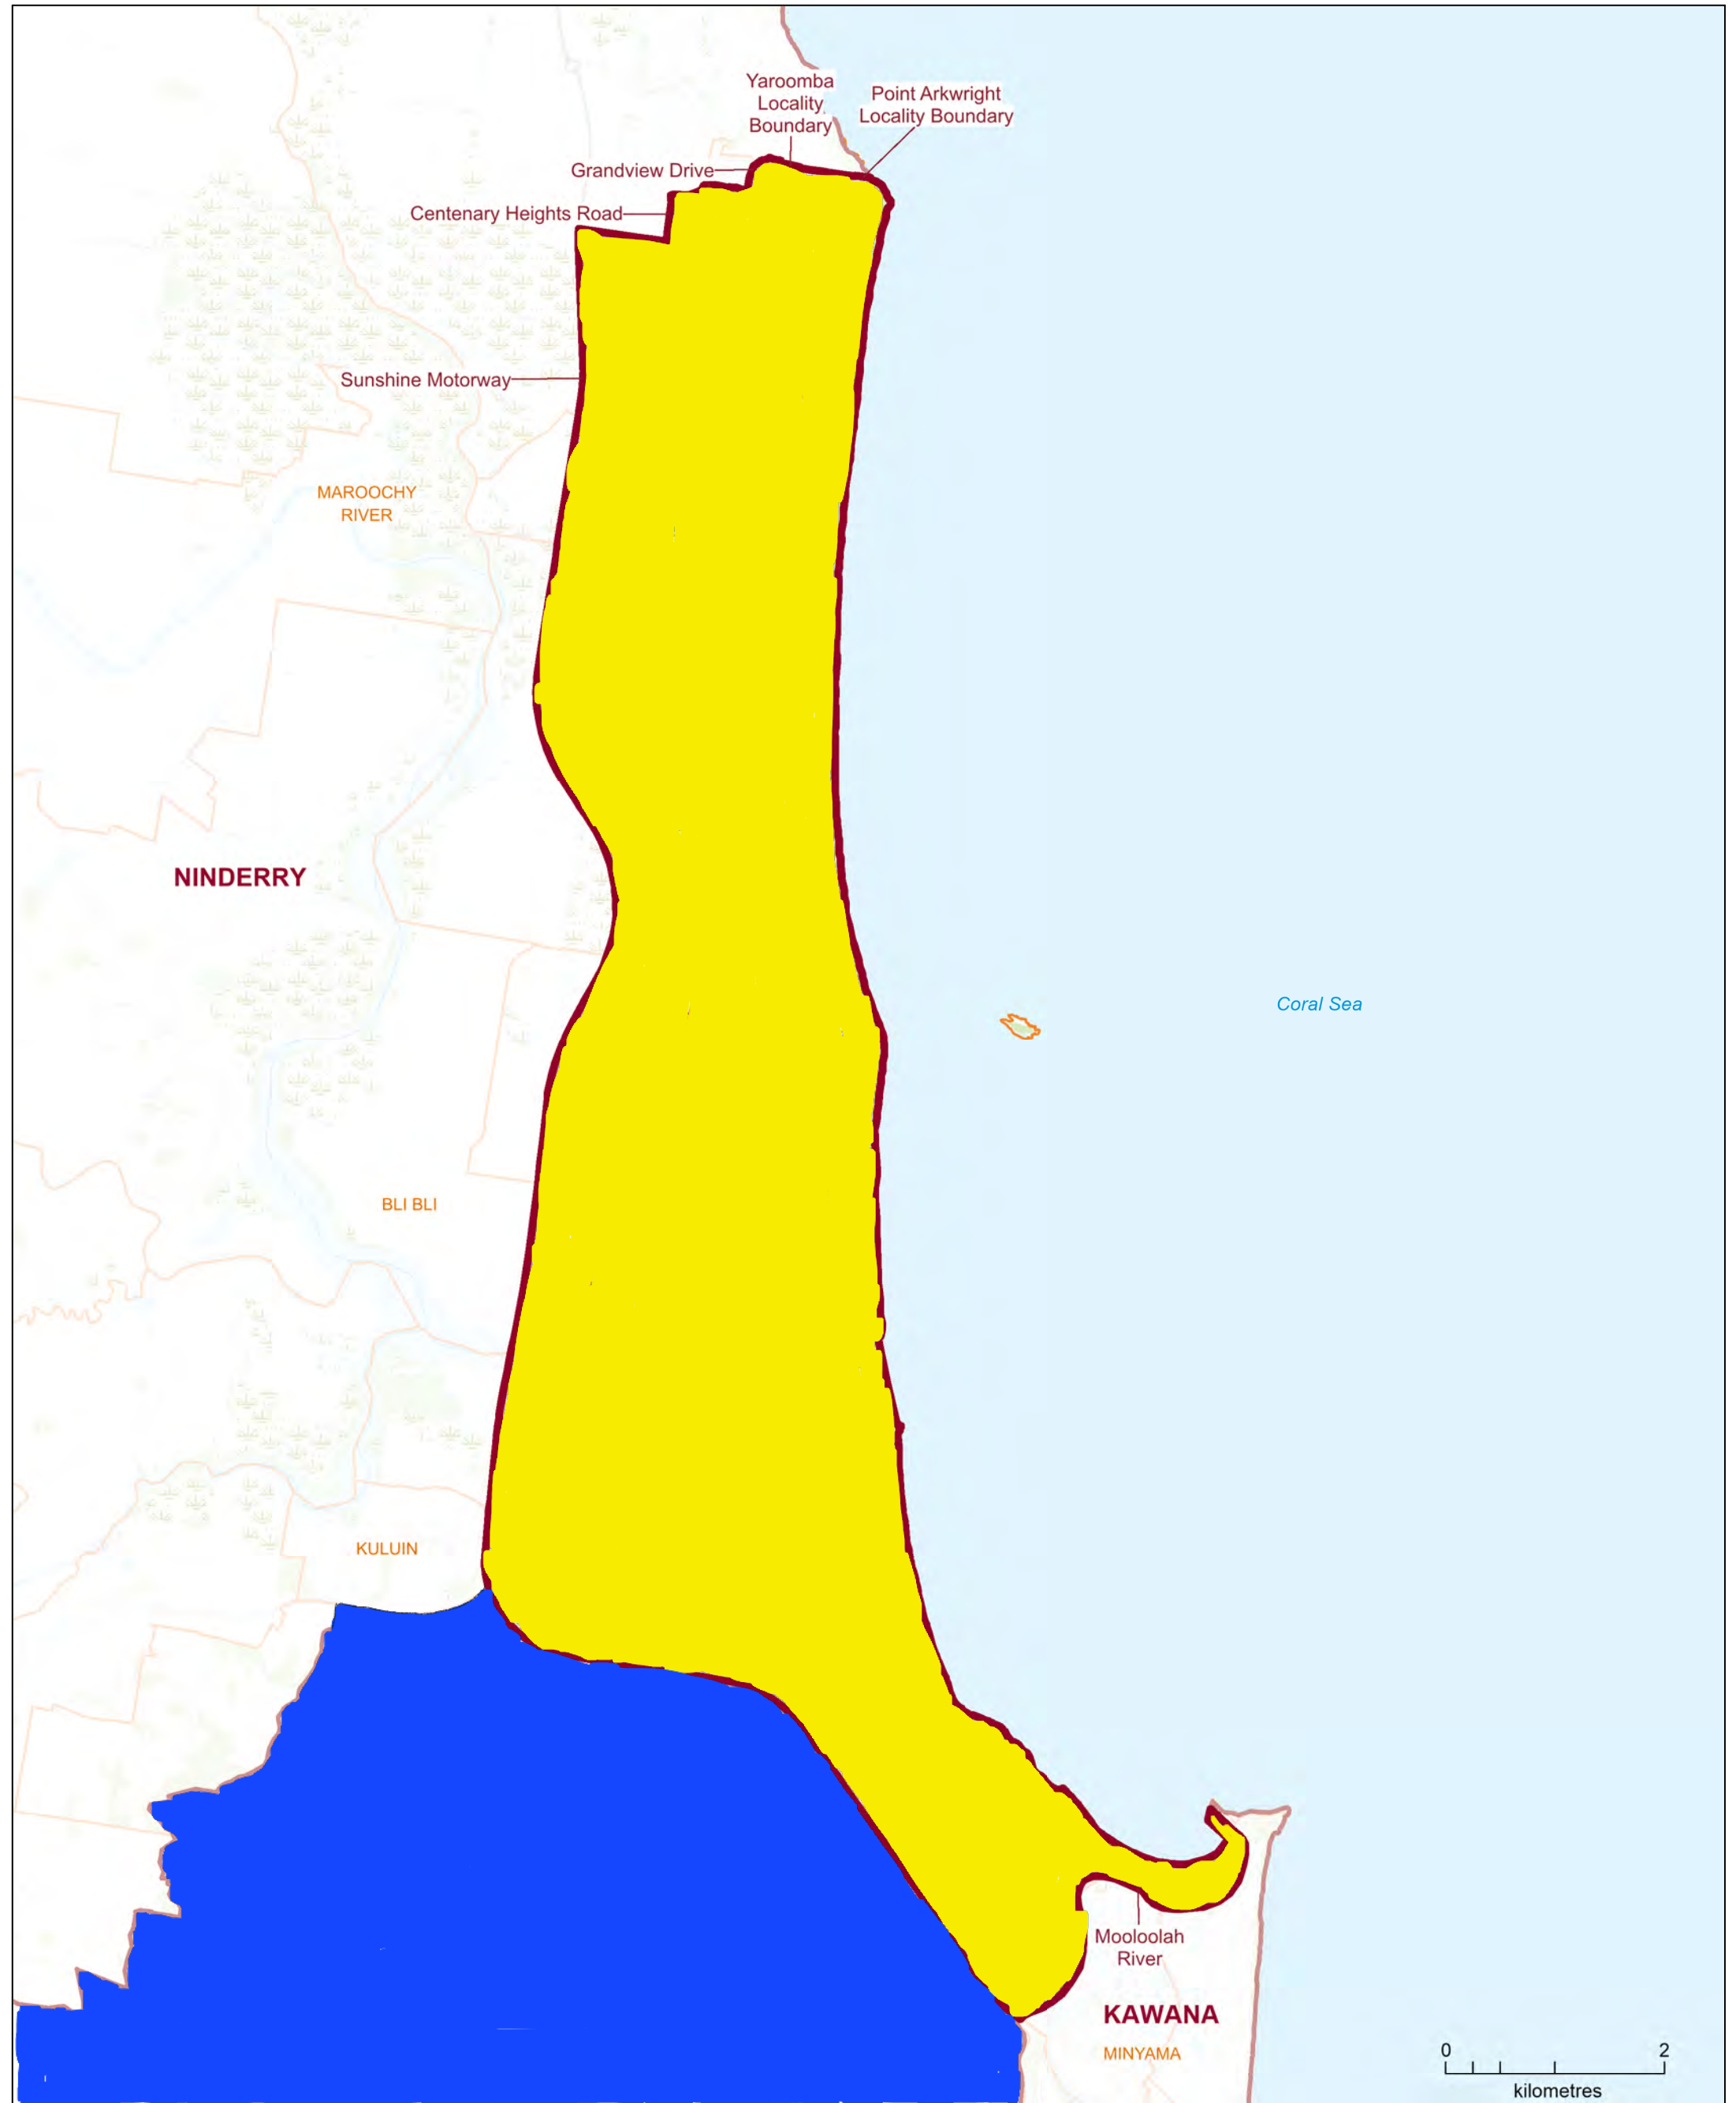 Yaroomba
Locality
Boundary
Point Arkwright
Locality Boundary
Grandview Drive
Centenary Heights Road
Sunshine Motorway
MAROOCHY
RIVER
NINDERRY
Coral Sea
BLI BLI
KULUIN
Mooloolah
River
KAWANA
MINYAMA
0 2
kilometres